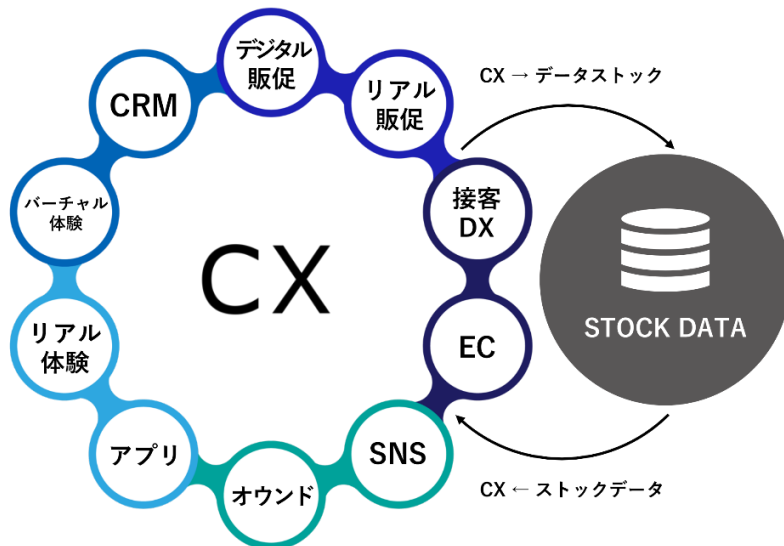 デジタル
販促
リアル
販促
CX → データストック
CRM
接客
DX
バーチャル
体験
CX
STOCK DATA
リアル
体験
EC
アプリ
オウンド
SNS
CX ← ストックデータ